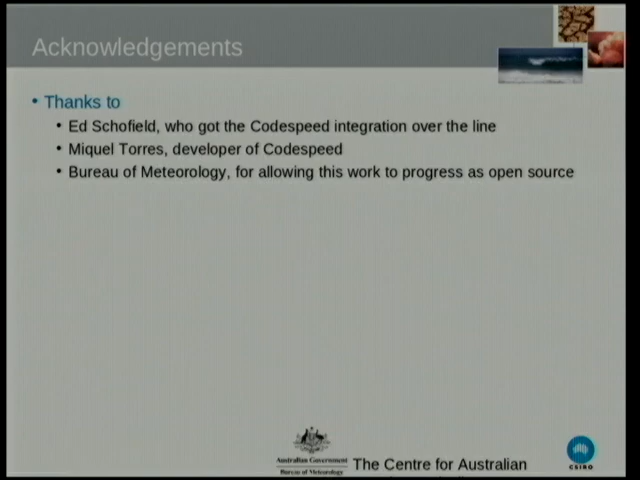 Acknowledgements
• Thanks to
• Ed Schofield, who got the Codespeed integration over the line
• Miquel Torres, developer of Codespeed
• Bureau of Meteorology, for allowing this work to progress as open source
Australian Government
Bureau of Meteorology
The Centre for Australian
CSIRO